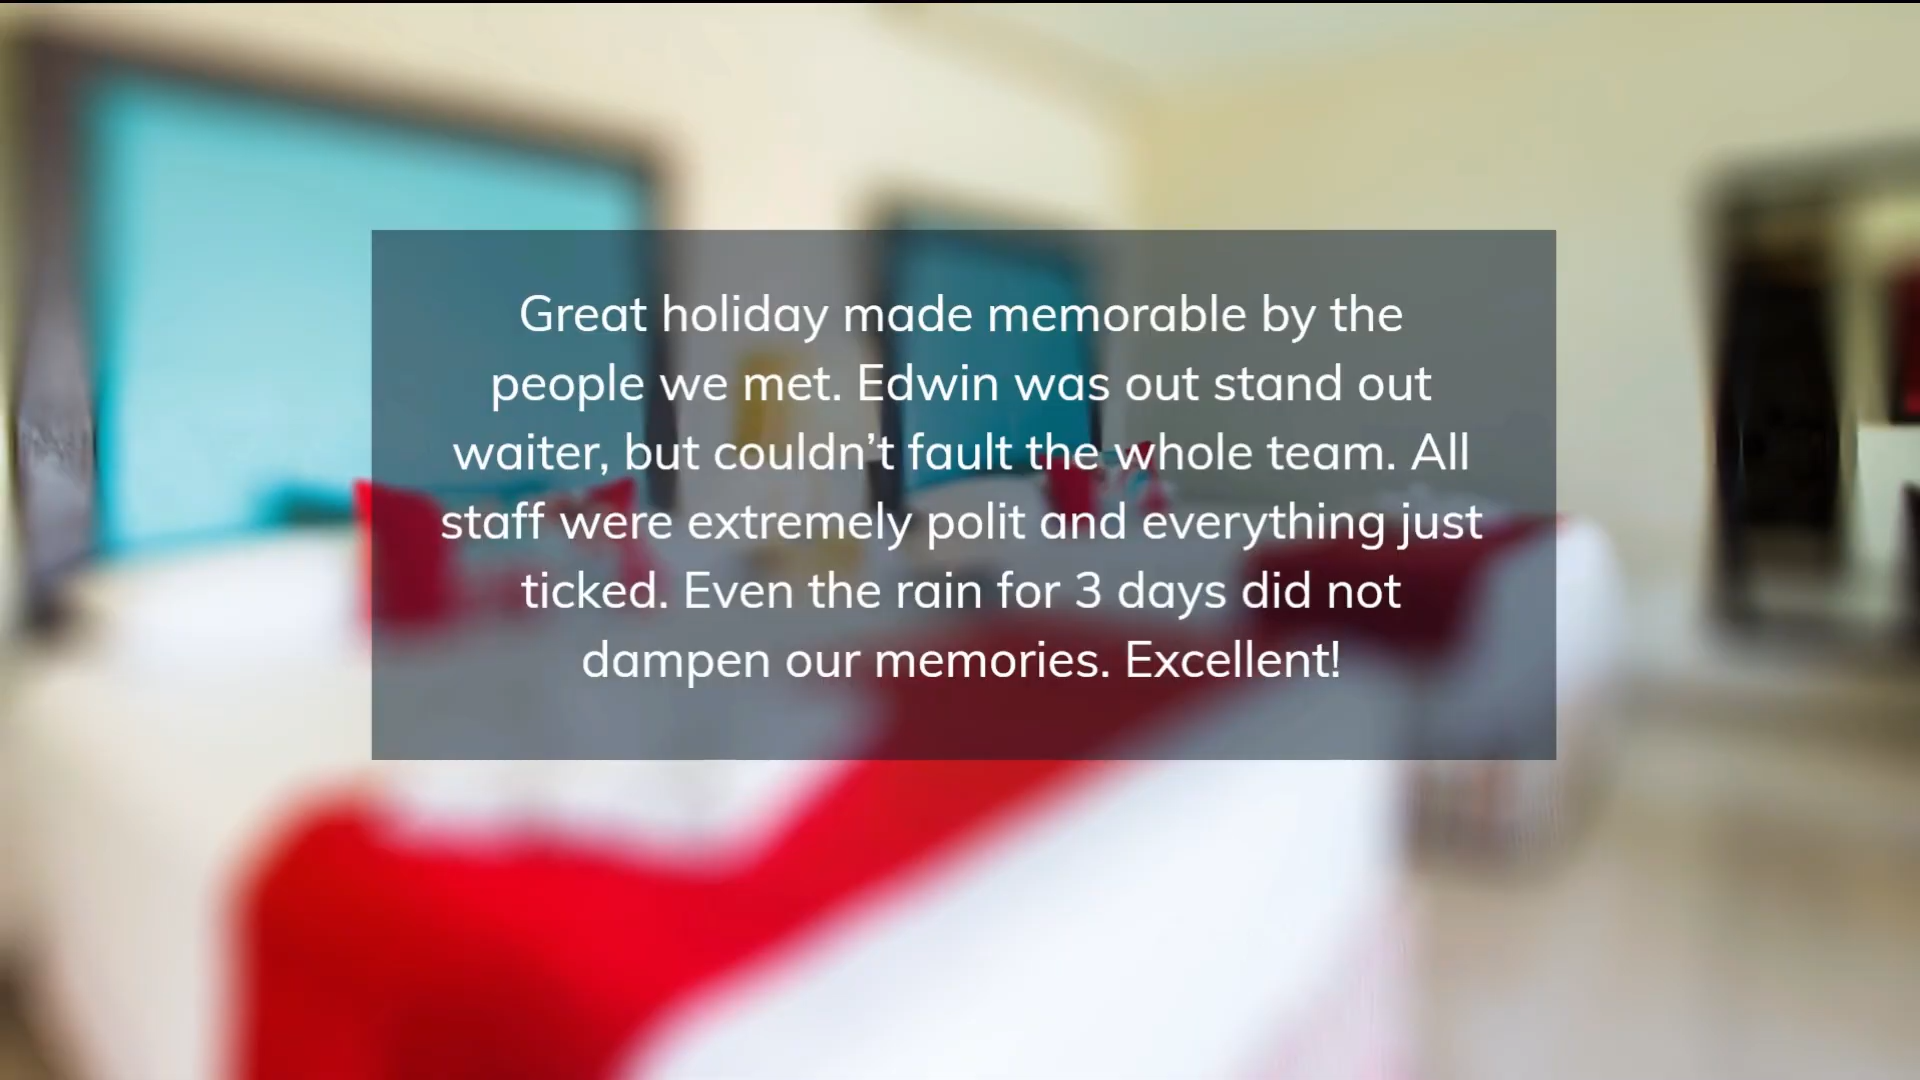 Great holiday made memorable by the
people we met. Edwin was out stand out
waiter, but couldn’t fault the whole team. All
staff were extremely polit and everything just
ticked. Even the rain for 3 days did not
dampen our memories. Excellent!